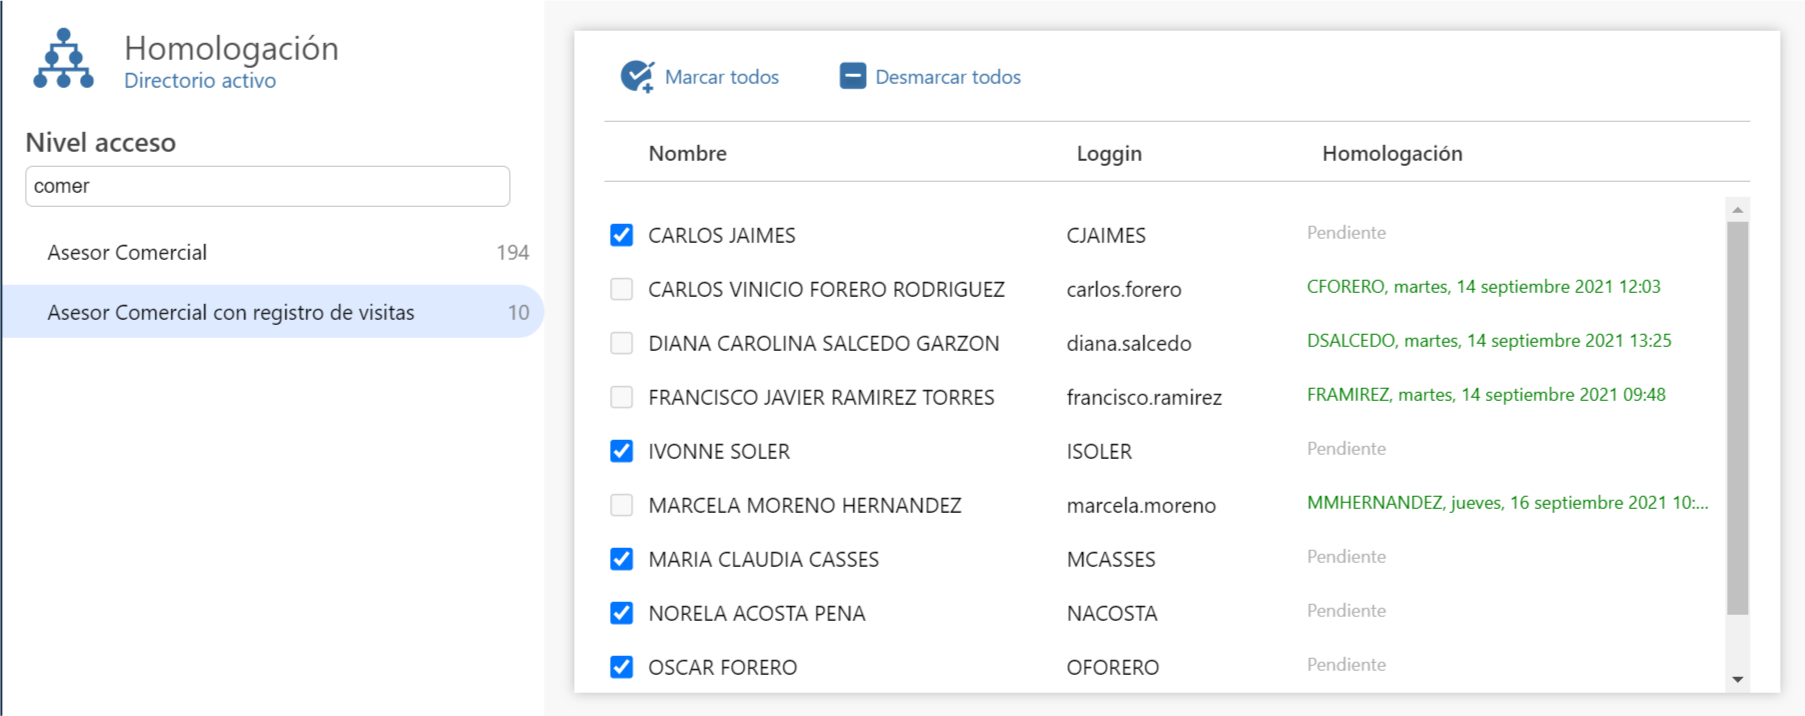 Homologación
Directorio activo
Nivel acceso
comer
Asesor Comercial 194
Asesor Comercial con registro de visitas 10
Marcar todos Desmarcar todos
Nombre Loggin Homologación
CARLOS JAIMES CJAIMES Pendiente
CARLOS VINICIO FORERO RODRIGUEZ carlos.forero CFORERO, martes, 14 septiembre 2021 12:03
DIANA CAROLINA SALCEDO GARZON diana.salcedo DSALCEDO, martes, 14 septiembre 2021 13:25
FRANCISCO JAVIER RAMIREZ TORRES francisco.ramirez FRAMIREZ, martes, 14 septiembre 2021 09:48
IVONNE SOLER ISOLER Pendiente
MARCELA MORENO HERNANDEZ marcela.moreno MMHERNANDEZ, jueves, 16 septiembre 2021 10:...
MARIA CLAUDIA CASSES MCASSES Pendiente
NORELA ACOSTA PENA NACOSTA Pendiente
OSCAR FORERO OFORERO Pendiente